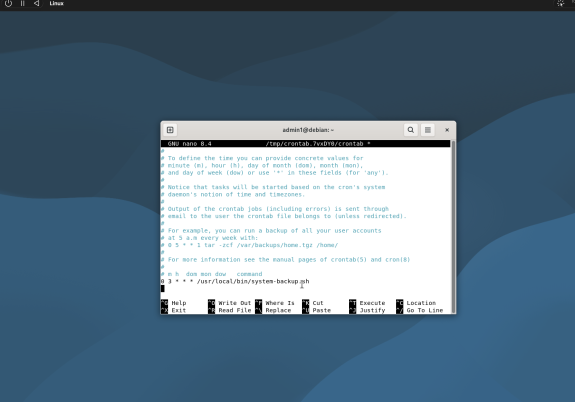 Linux
admin1@debian: ~
GNU nano 8.4 /tmp/crontab.7vxDY0/crontab *
#
# To define the time you can provide concrete values for
# minute (m), hour (h), day of month (dom), month (mon),
# and day of week (dow) or use '*' in these fields (for 'any').
#
# Notice that tasks will be started based on the cron's system
# daemon's notion of time and timezones.
#
# Output of the crontab jobs (including errors) is sent through
# email to the user the crontab file belongs to (unless redirected).
#
# For example, you can run a backup of all your user accounts
# at 5 a.m every week with:
# 0 5 * * 1 tar -zcf /var/backups/home.tgz /home/
#
# For more information see the manual pages of crontab(5) and cron(8)
#
# m h  dom mon dow   command
0 3 * * * /usr/local/bin/system-backup.sh
^G Help ^O Write Out ^F Where Is ^K Cut ^T Execute ^C Location
^X Exit ^R Read File ^\ Replace ^U Paste ^J Justify ^/ Go To Line